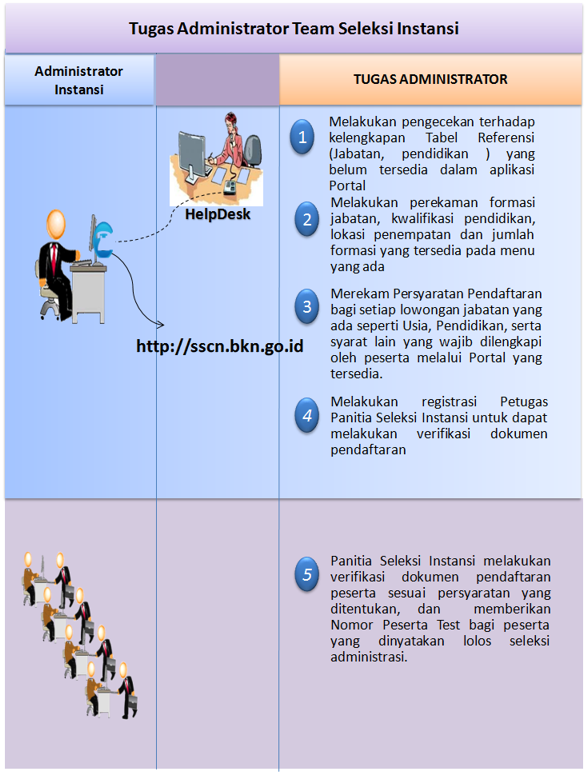 Tugas Administrator Team Seleksi Instansi
Administrator
Instansi
TUGAS ADMINISTRATOR
HelpDesk
http://sscn.bkn.go.id
1
Melakukan pengecekan terhadap
kelengkapan Tabel Referensi
(Jabatan, pendidikan ) yang
belum tersedia dalam aplikasi
Portal
2
Melakukan perekaman formasi
jabatan, kwalifikasi pendidikan,
lokasi penempatan dan jumlah
formasi yang tersedia pada menu
yang ada
3
Merekam Persyaratan Pendaftaran
bagi setiap lowongan jabatan yang
ada seperti Usia, Pendidikan, serta
syarat lain yang wajib dilengkapi
oleh peserta melalui Portal yang
tersedia.
4
Melakukan registrasi Petugas
Panitia Seleksi Instansi untuk dapat
melakukan verifikasi dokumen
pendaftaran
5
Panitia Seleksi Instansi melakukan
verifikasi dokumen pendaftaran
peserta sesuai persyaratan yang
ditentukan, dan memberikan
Nomor Peserta Test bagi peserta
yang dinyatakan lolos seleksi
administrasi.